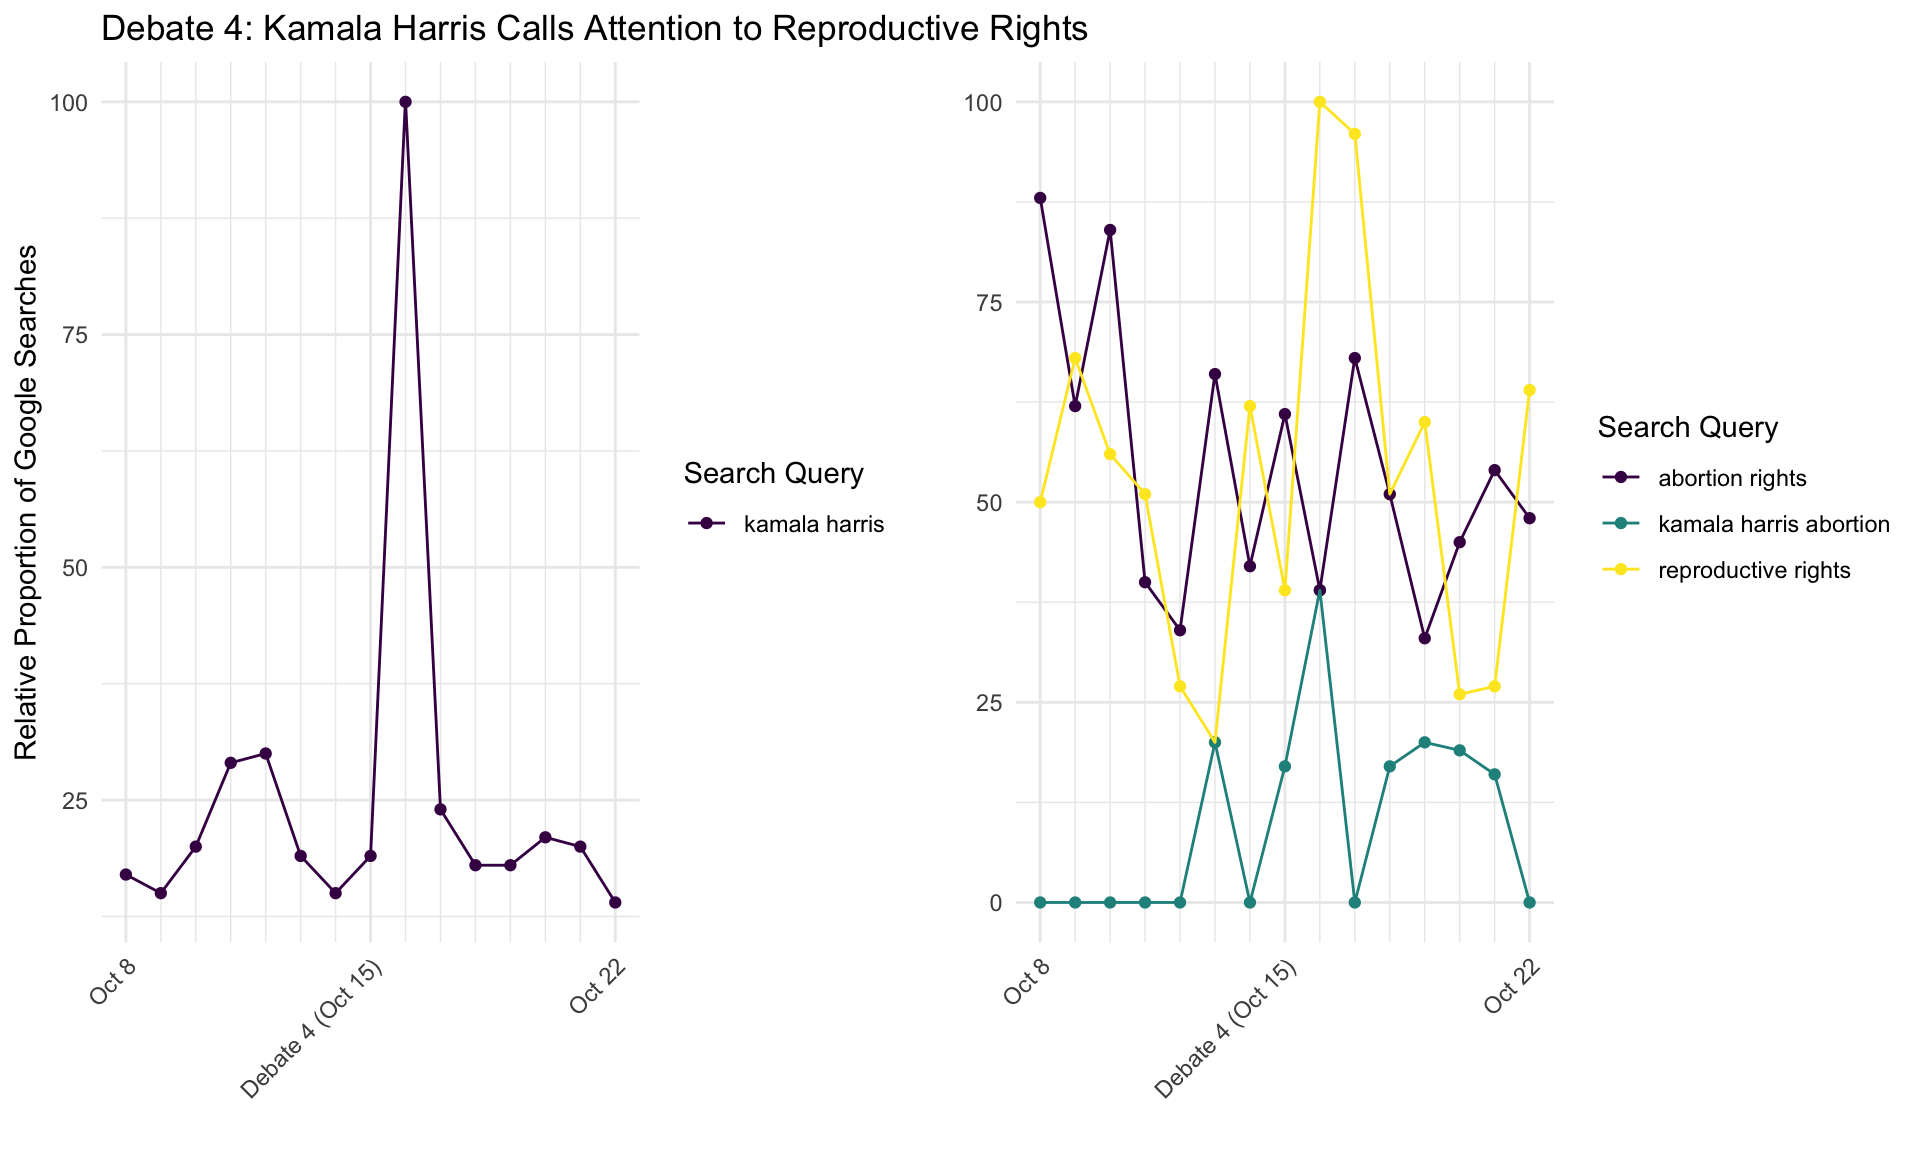 Debate 4: Kamala Harris Calls Attention to Reproductive Rights
Relative Proportion of Google Searches
100
75
50
25
Oct 8
Debate 4 (Oct 15)
Oct 22
Search Query
kamala harris
100
75
50
25
0
Oct 8
Debate 4 (Oct 15)
Oct 22
Search Query
abortion rights
kamala harris abortion
reproductive rights